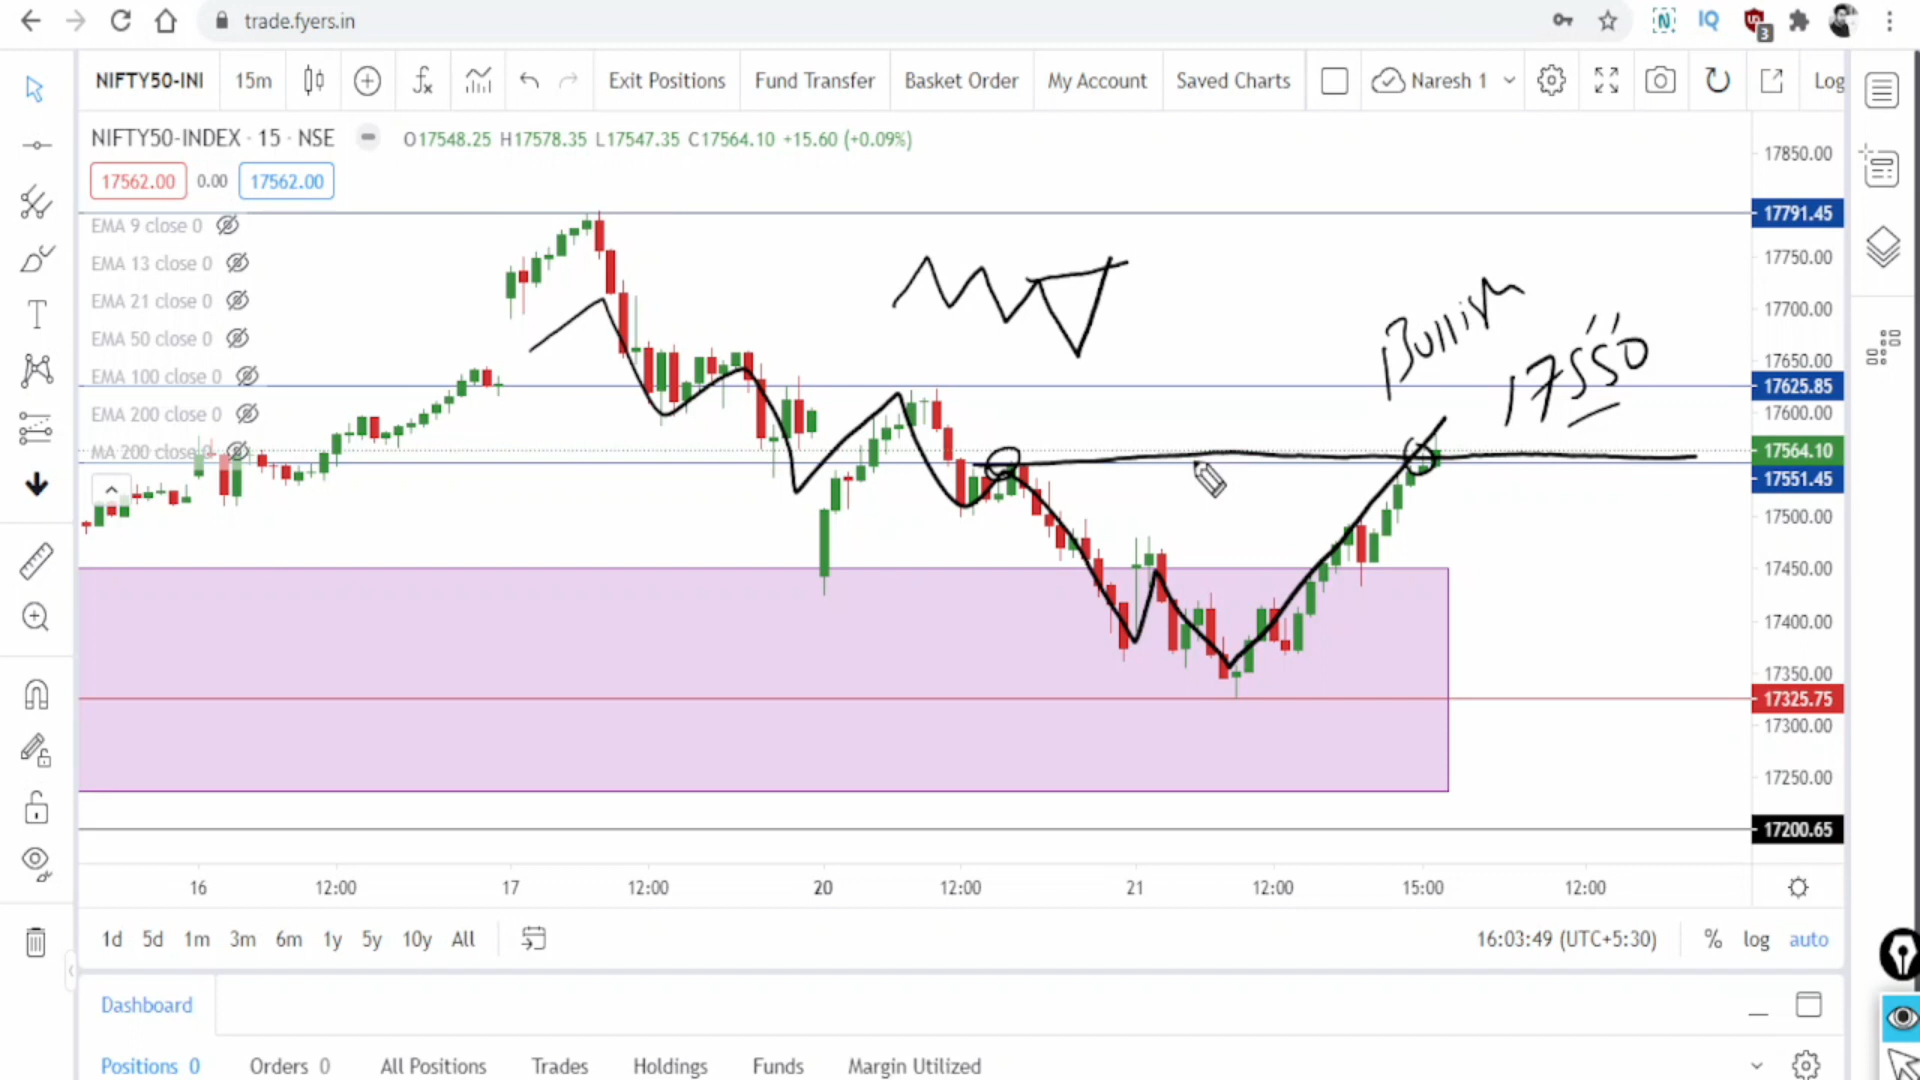 trade.fyers.in
3
NIFTY50-INI 15m Exit Positions Fund Transfer Basket Order My Account Saved Charts Naresh 1 Log
NIFTY50-INDEX · 15 · NSE O17548.25 H17578.35 L17547.35 C17564.10 +15.60 (+0.09%)
17562.00 0.00 17562.00
EMA 9 close 0
EMA 13 close 0
EMA 21 close 0
EMA 50 close 0
EMA 100 close 0
EMA 200 close 0
MA 200 close 0
Bullish
17550
17850.00
17791.45
17750.00
17700.00
17650.00
17625.85
17600.00
17564.10
17551.45
17500.00
17450.00
17400.00
17350.00
17325.75
17300.00
17250.00
17200.65
16 12:00 17 12:00 20 12:00 21 12:00 15:00 12:00
1d 5d 1m 3m 6m 1y 5y 10y All 16:03:49 (UTC+5:30) % log auto
Dashboard
Positions 0 Orders 0 All Positions Trades Holdings Funds Margin Utilized